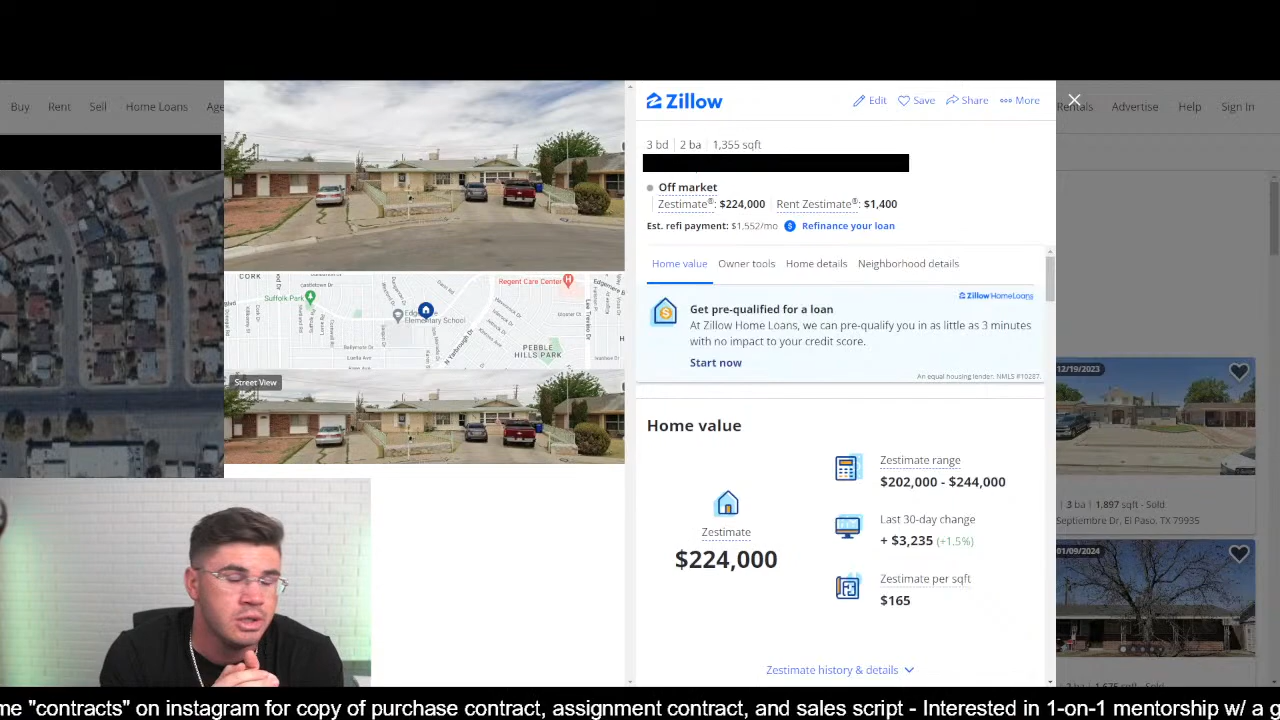 Buy Rent Sell Home Loans Age
Zillow
Edit Save Share More
Rentals Advertise Help Sign In
3 bd 2 ba 1,355 sqft
Off market
Zestimate®: $224,000 Rent Zestimate®: $1,400
Est. refi payment: $1,552/mo $ Refinance your loan
Home value Owner tools Home details Neighborhood details
Zillow HomeLoans
Get pre-qualified for a loan
At Zillow Home Loans, we can pre-qualify you in as little as 3 minutes
with no impact to your credit score.
Start now
An equal housing lender. NMLS #10287.
CORK
Suffolk Park
Regent Care Center
Elementary School
PEBBLE
HILLS PARK
Street View
Home value
Zestimate
$224,000
Zestimate range
$202,000 - $244,000
Last 30-day change
+ $3,235 (+1.5%)
Zestimate per sqft
$165
Zestimate history & details
12/19/2023
3 ba | 1,897 sqft - Sold
Septiembre Dr, El Paso, TX 79935
01/09/2024
me "contracts" on instagram for copy of purchase contract, assignment contract, and sales script - Interested in 1-on-1 mentorship w/ a g